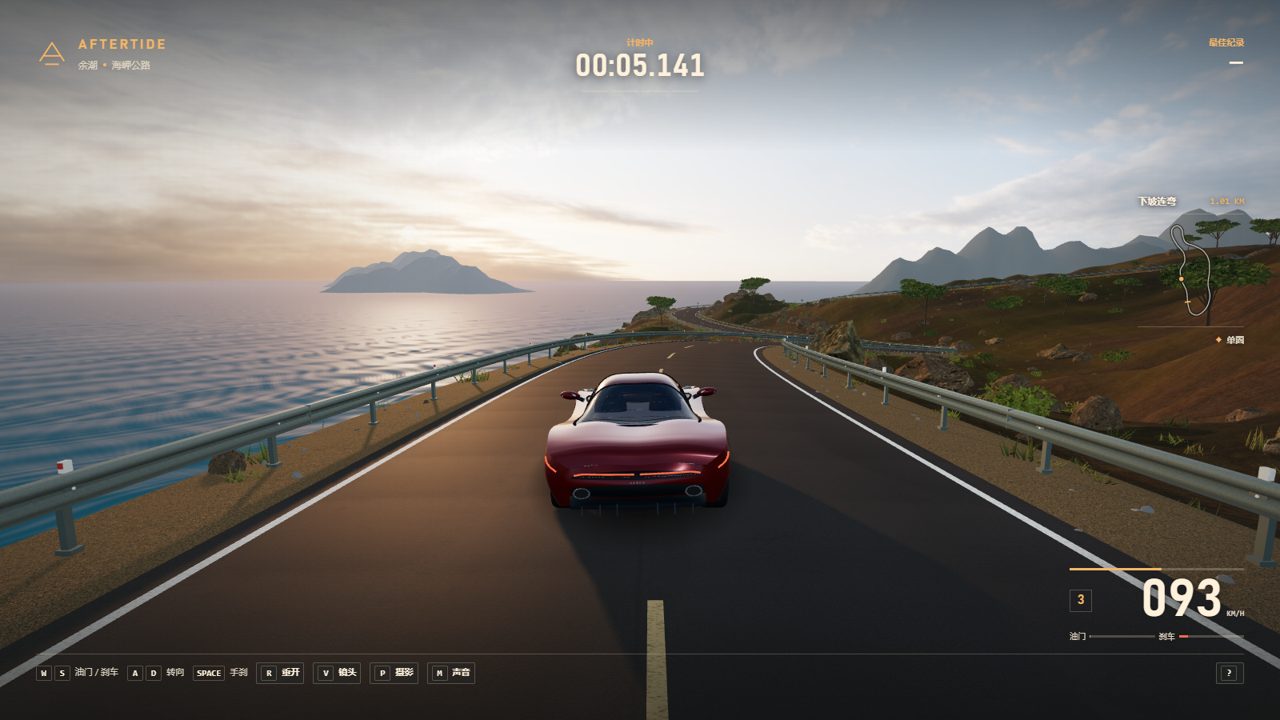 AFTERTIDE
余潮 • 海岬公路
计时中
00:05.141
最佳纪录
下坡连弯 1.01 KM
单圈
3 093 KM/H
油门 刹车
W S 油门 / 刹车 A D 转向 SPACE 手刹 R 重开 V 镜头 P 摄影 M 声音 ?